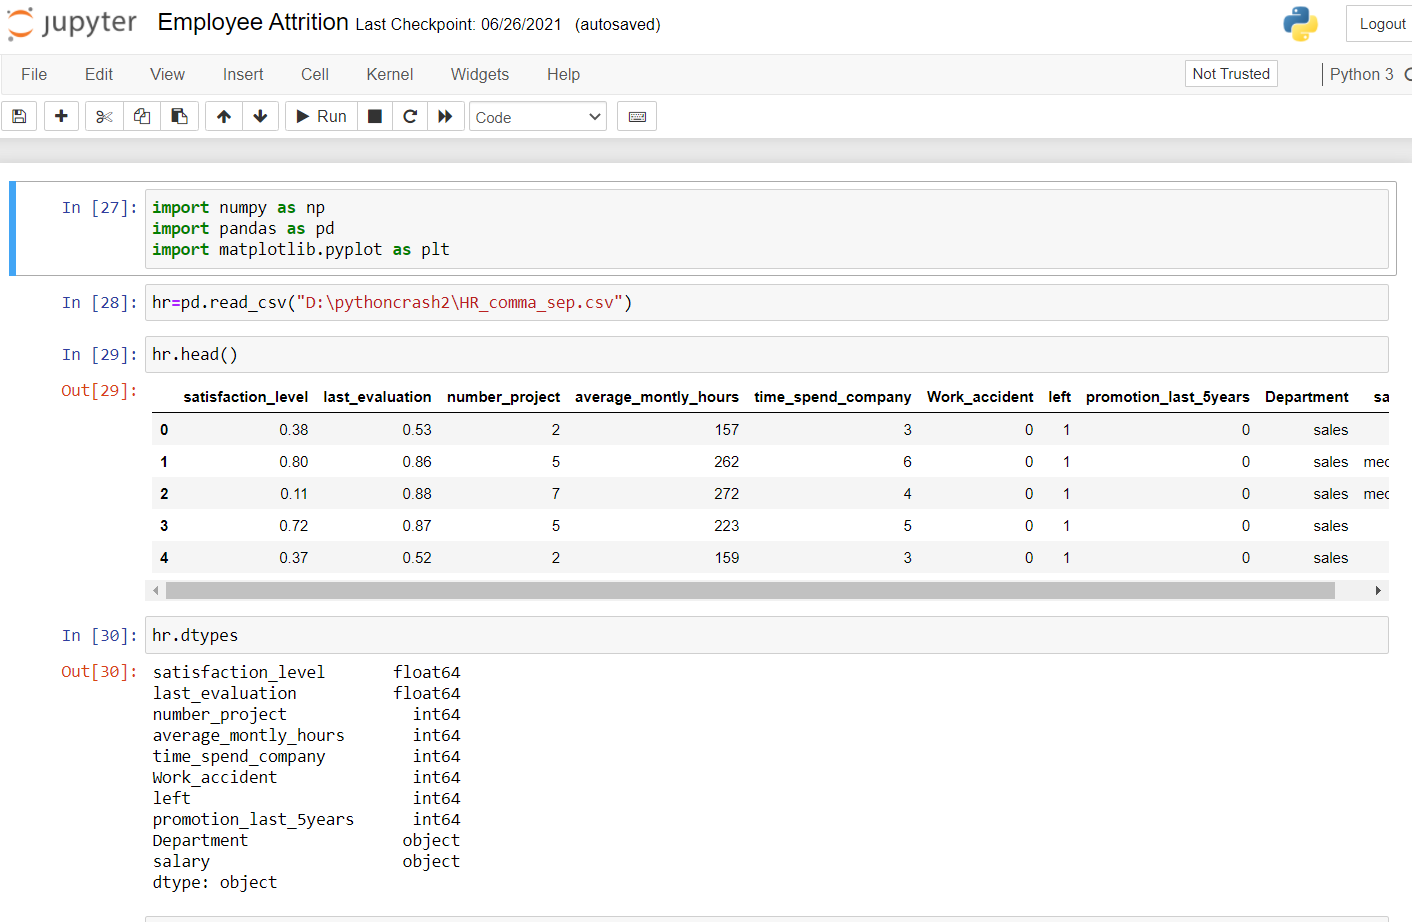 jupyter Employee Attrition Last Checkpoint: 06/26/2021 (autosaved) Logout
File Edit View Insert Cell Kernel Widgets Help Not Trusted Python 3
Run Code
In [27]: import numpy as np
import pandas as pd
import matplotlib.pyplot as plt
In [28]: hr=pd.read_csv("D:\pythoncrash2\HR_comma_sep.csv")
In [29]: hr.head()
Out[29]:
satisfaction_level last_evaluation number_project average_montly_hours time_spend_company Work_accident left promotion_last_5years Department sa
0 0.38 0.53 2 157 3 0 1 0 sales
1 0.80 0.86 5 262 6 0 1 0 sales med
2 0.11 0.88 7 272 4 0 1 0 sales med
3 0.72 0.87 5 223 5 0 1 0 sales
4 0.37 0.52 2 159 3 0 1 0 sales
In [30]: hr.dtypes
Out[30]: satisfaction_level float64
last_evaluation float64
number_project int64
average_montly_hours int64
time_spend_company int64
Work_accident int64
left int64
promotion_last_5years int64
Department object
salary object
dtype: object